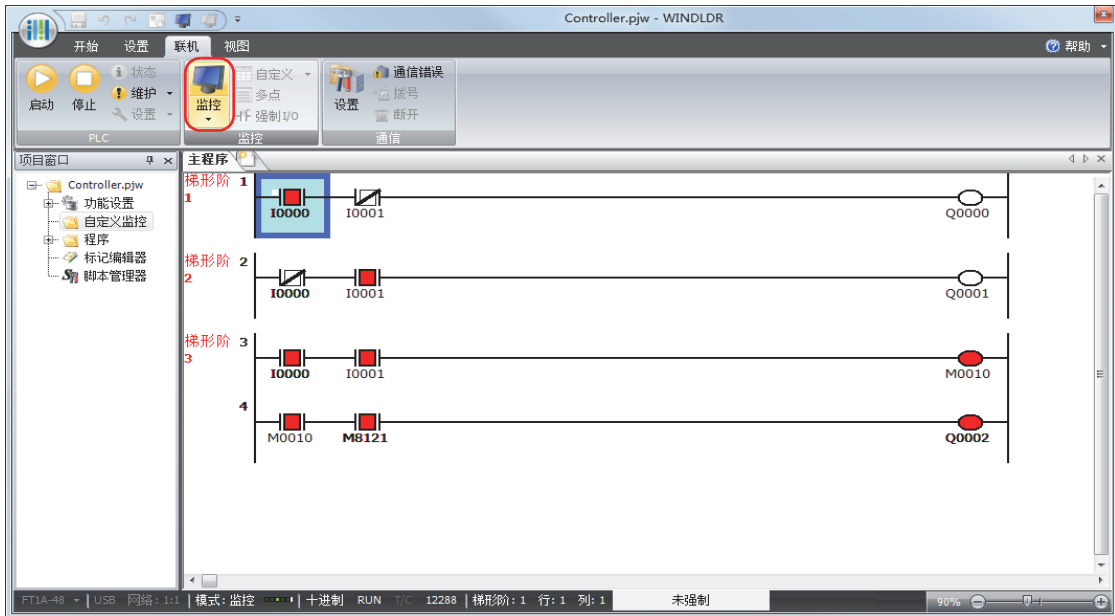 Controller.pjw - WINDLDR
开始 设置 联机 视图 帮助
启动 停止 状态 维护 设置 监控 自定义 多点 强制I/O 设置 通信错误 拨号 断开
PLC 监控 通信
项目窗口 主程序
Controller.pjw
功能设置
自定义监控
程序
标记编辑器
脚本管理器
梯形阶 1
1
I0000 I0001 Q0000
梯形阶 2
2
I0000 I0001 Q0001
梯形阶 3
3
I0000 I0001 M0010
4
M0010 M8121 Q0002
FT1A-48 USB 网络: 1:1 模式: 监控 十进制 RUN T/C 12288 梯形阶: 1 行: 1 列: 1 未强制 90%